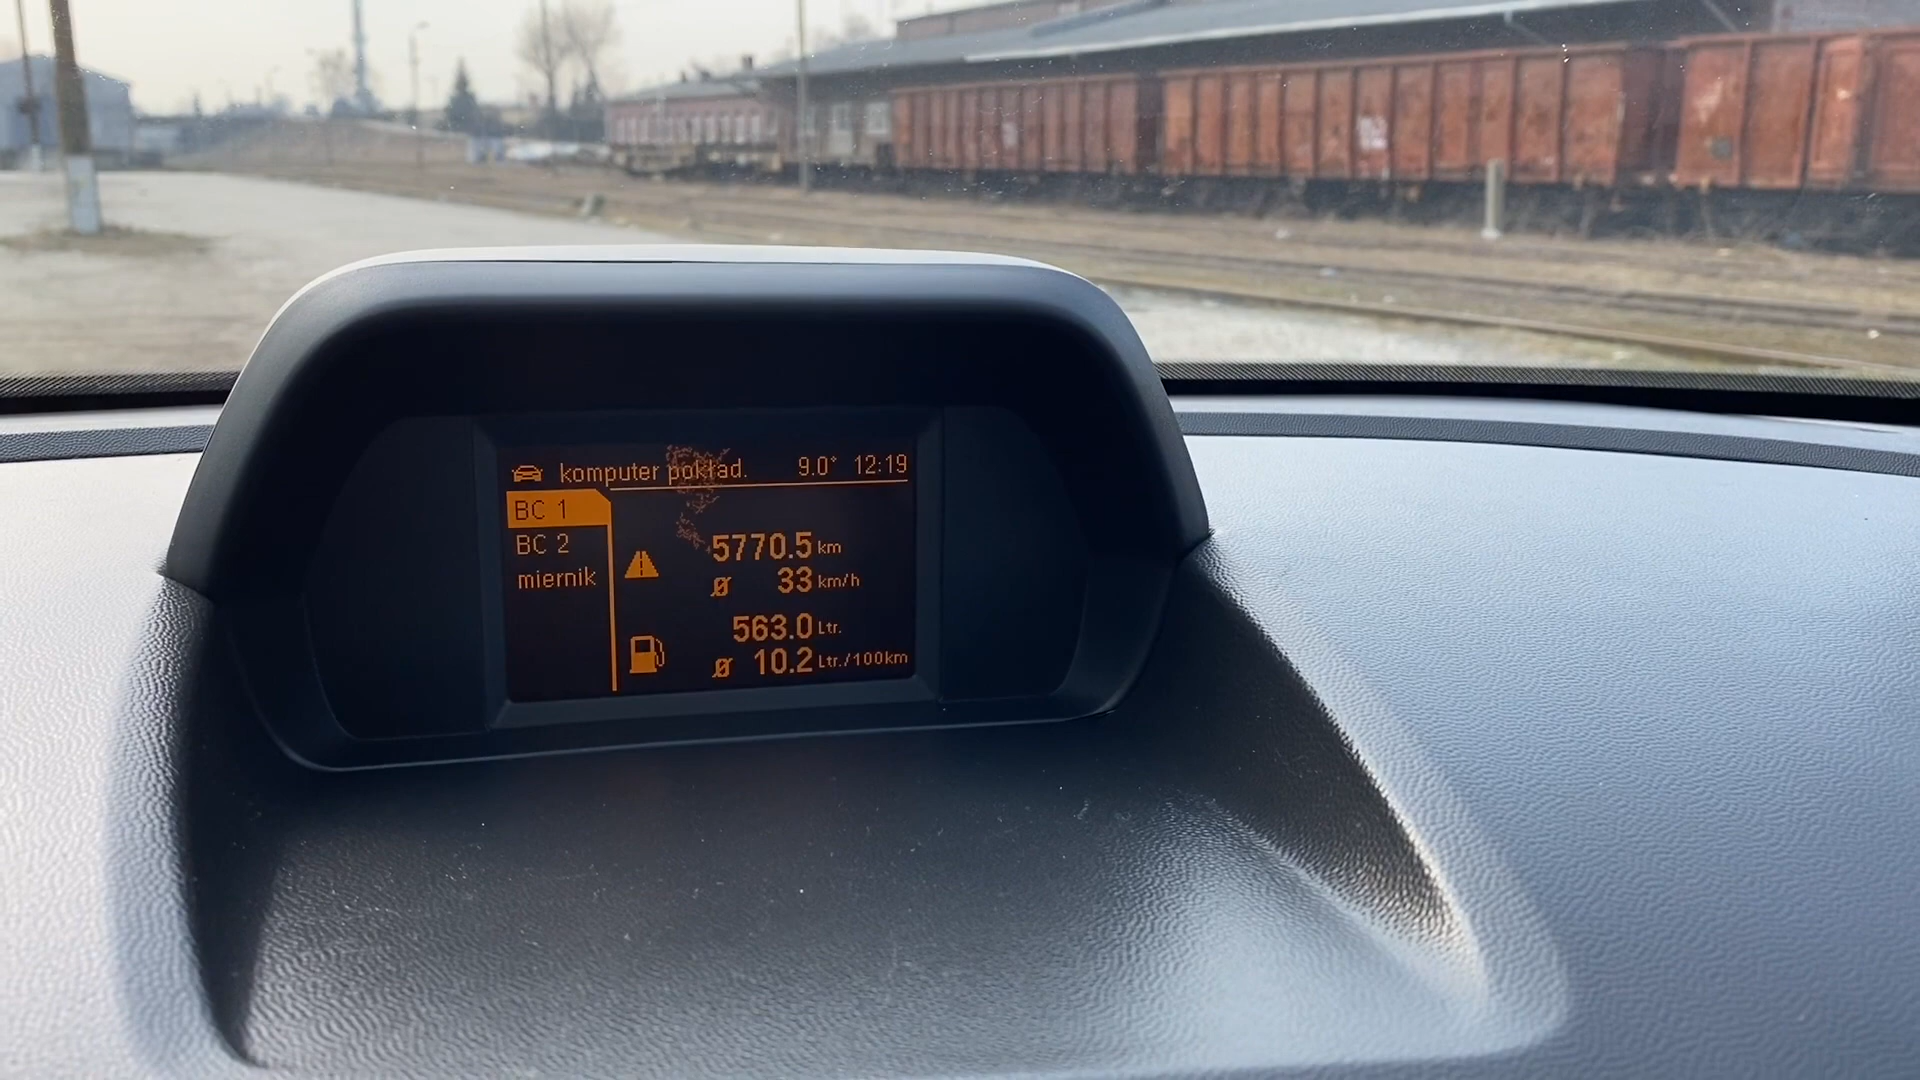 komputer pokład. 9.0° 12:19
BC 1
BC 2
miernik
5770.5 km
Ø 33 km/h
563.0 Ltr.
Ø 10.2 Ltr./100km